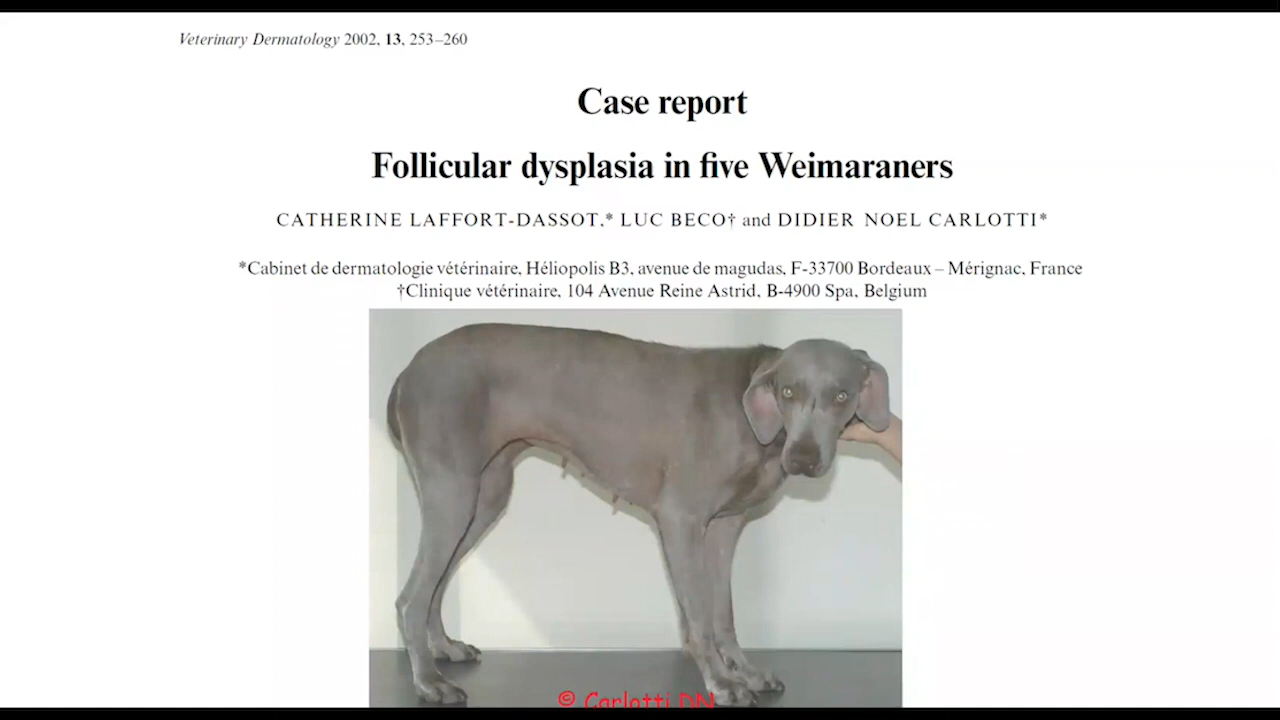 Veterinary Dermatology 2002, 13, 253–260
Case report
Follicular dysplasia in five Weimaraners
CATHERINE LAFFORT-DASSOT,* LUC BECO† and DIDIER NOEL CARLOTTI*
*Cabinet de dermatologie vétérinaire, Héliopolis B3, avenue de magudas, F-33700 Bordeaux – Mérignac, France
†Clinique vétérinaire, 104 Avenue Reine Astrid, B-4900 Spa, Belgium
© Carlotti DN